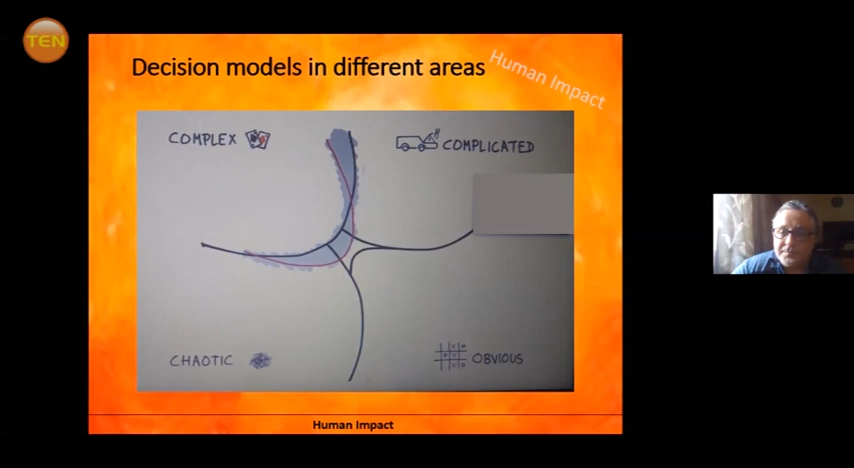 TEN
Decision models in different areas
Human Impact
COMPLEX
COMPLICATED
CHAOTIC
OBVIOUS
Human Impact